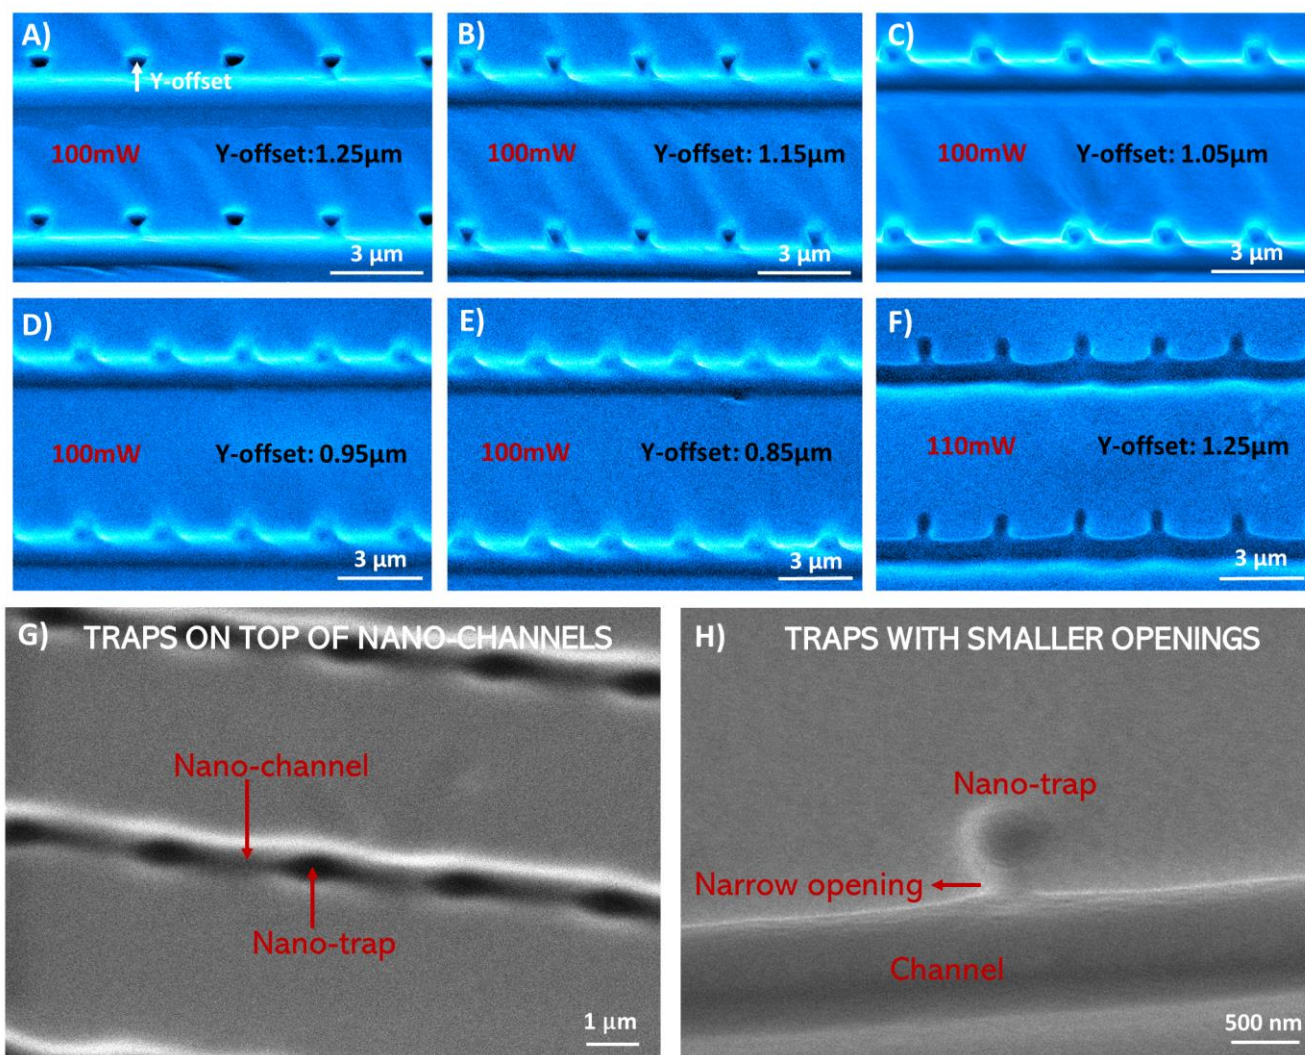 A)
Y-offset
100mW Y-offset:1.25μm
3 μm
B)
100mW Y-offset: 1.15μm
3 μm
C)
100mW Y-offset: 1.05μm
3 μm
D)
100mW Y-offset: 0.95μm
3 μm
E)
100mW Y-offset: 0.85μm
3 μm
F)
110mW Y-offset: 1.25μm
3 μm
G) TRAPS ON TOP OF NANO-CHANNELS
Nano-channel
Nano-trap
1 μm
H) TRAPS WITH SMALLER OPENINGS
Nano-trap
Narrow opening
Channel
500 nm